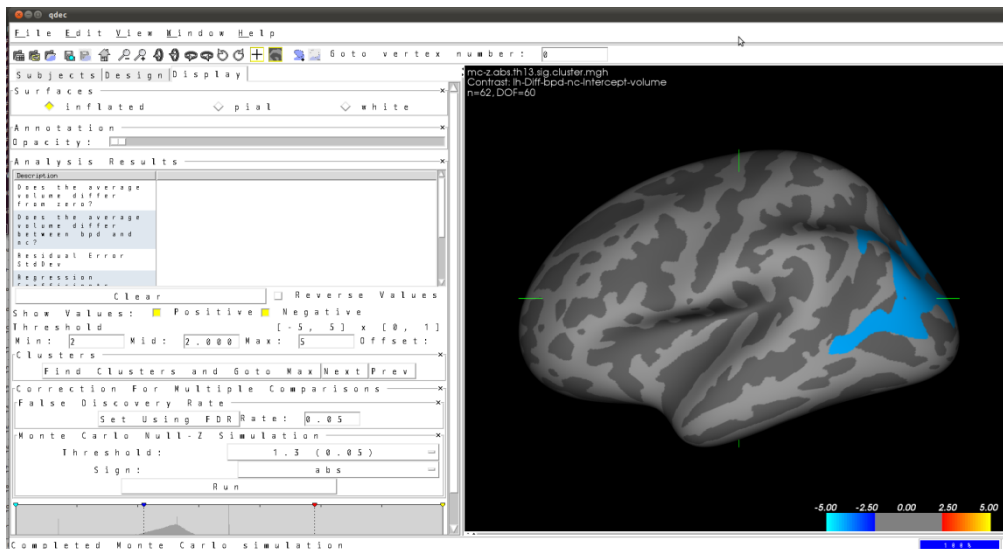 qdec
File Edit View Window Help
Goto vertex number: 0
Subjects Design Display
Surfaces
inflated pial white
Annotation
Opacity:
Analysis Results
Description
Does the average
volume differ
from zero?
Does the average
volume differ
between bpd and
nc?
Residual Error
StdDev
Regression
Coefficients
Clear Reverse Values
Show Values: Positive Negative
Threshold [-5, 5] x [0, 1]
Min: 2 Mid: 2.000 Max: 5 Offset:
Clusters
Find Clusters and Goto Max Next Prev
Correction For Multiple Comparisons
False Discovery Rate
Set Using FDR Rate: 0.05
Monte Carlo Null-Z Simulation
Threshold: 1.3 (0.05)
Sign: abs
Run
Completed Monte Carlo simulation
mc-z.abs.th13.sig.cluster.mgh
Contrast: lh-Diff-bpd-nc-Intercept-volume
n=62, DOF=60
-5.00 -2.50 0.00 2.50 5.00
100%